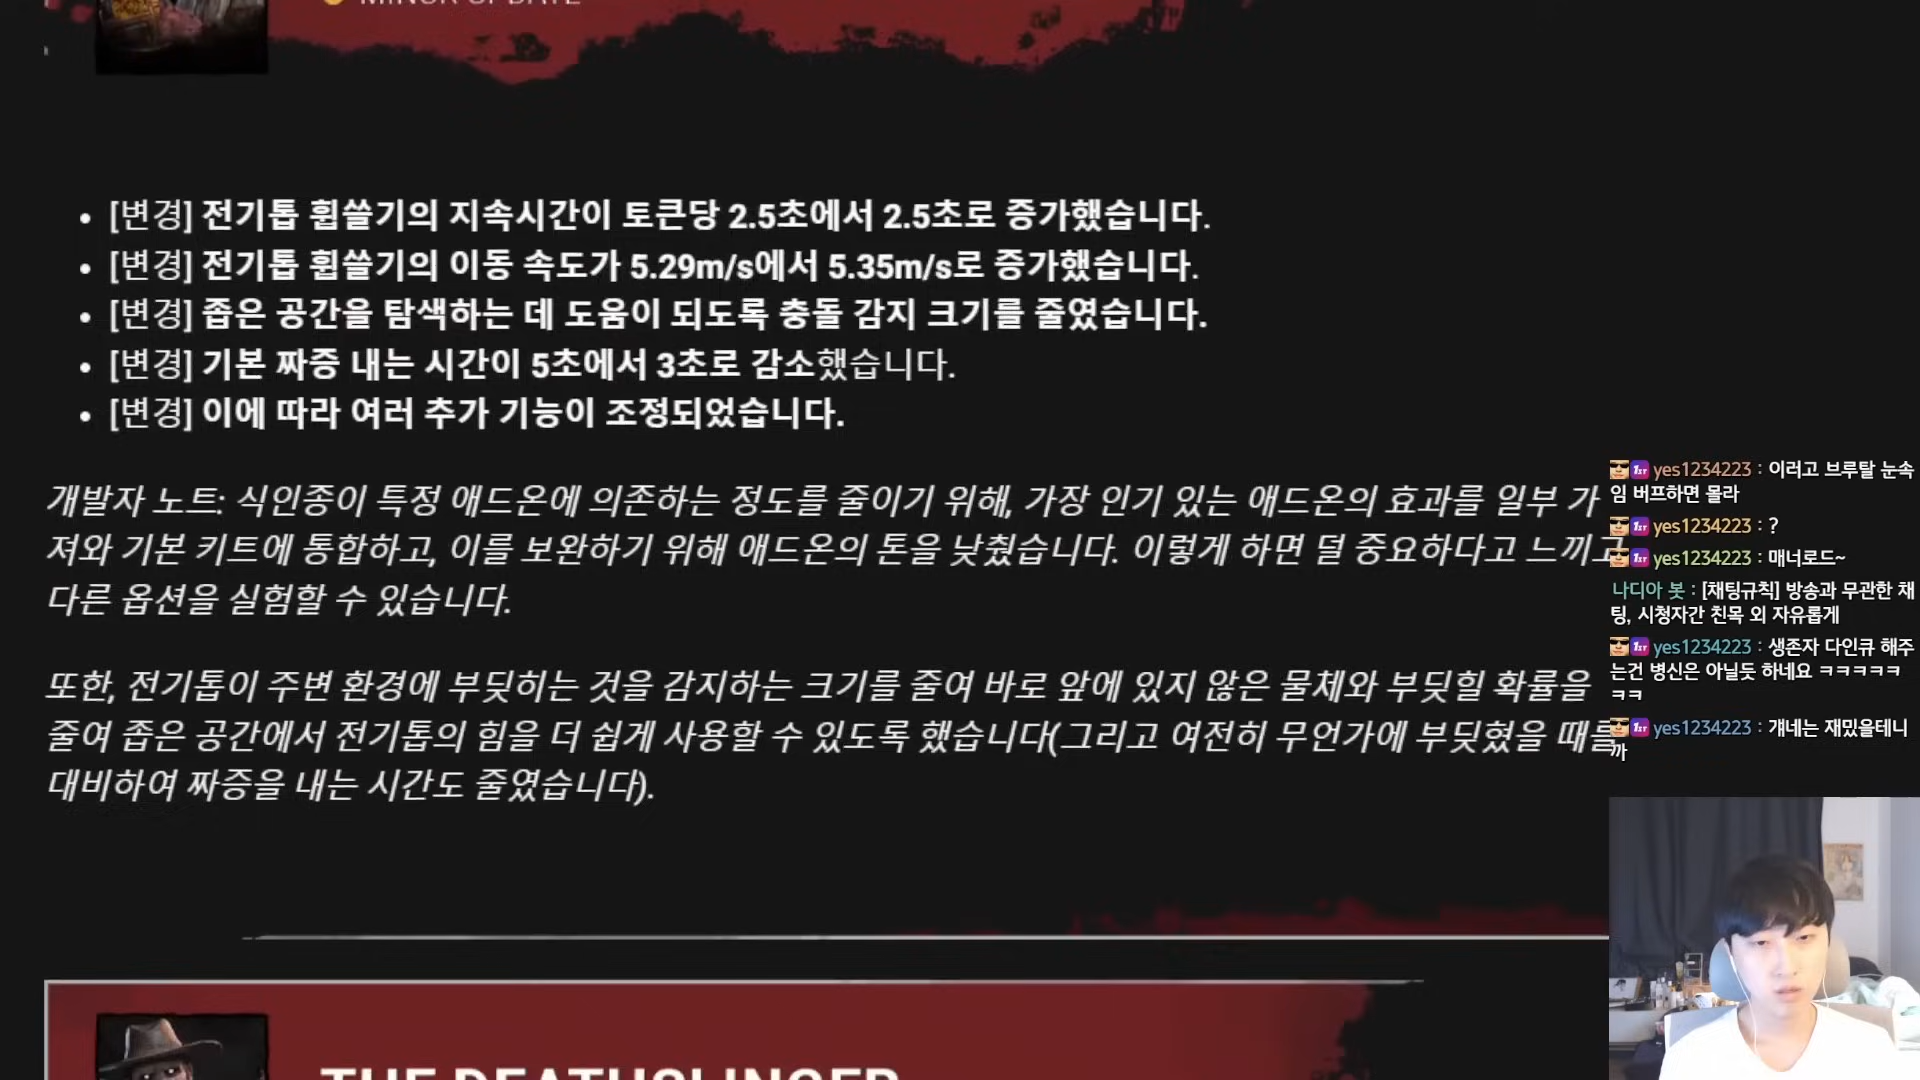 MINOR UPDATE
• [변경] 전기톱 휩쓸기의 지속시간이 토큰당 2.5초에서 2.5초로 증가했습니다.
• [변경] 전기톱 휩쓸기의 이동 속도가 5.29m/s에서 5.35m/s로 증가했습니다.
• [변경] 좁은 공간을 탐색하는 데 도움이 되도록 충돌 감지 크기를 줄였습니다.
• [변경] 기본 짜증 내는 시간이 5초에서 3초로 감소했습니다.
• [변경] 이에 따라 여러 추가 기능이 조정되었습니다.
개발자 노트: 식인종이 특정 애드온에 의존하는 정도를 줄이기 위해, 가장 인기 있는 애드온의 효과를 일부 가
져와 기본 키트에 통합하고, 이를 보완하기 위해 애드온의 톤을 낮췄습니다. 이렇게 하면 덜 중요하다고 느끼고
다른 옵션을 실험할 수 있습니다.
또한, 전기톱이 주변 환경에 부딪히는 것을 감지하는 크기를 줄여 바로 앞에 있지 않은 물체와 부딪힐 확률을
줄여 좁은 공간에서 전기톱의 힘을 더 쉽게 사용할 수 있도록 했습니다(그리고 여전히 무언가에 부딪혔을 때를
대비하여 짜증을 내는 시간도 줄였습니다).
THE DEATHSLINGER
yes1234223 : 이러고 브루탈 눈속
임 버프하면 몰라
yes1234223 : ?
yes1234223 : 매너로드~
나디아 봇 : [채팅규칙] 방송과 무관한 채
팅, 시청자간 친목 외 자유롭게
yes1234223 : 생존자 다인큐 해주
는건 병신은 아닐듯 하네요 ㅋㅋㅋㅋㅋ
ㅋㅋ
yes1234223 : 걔네는 재밌을테니
까